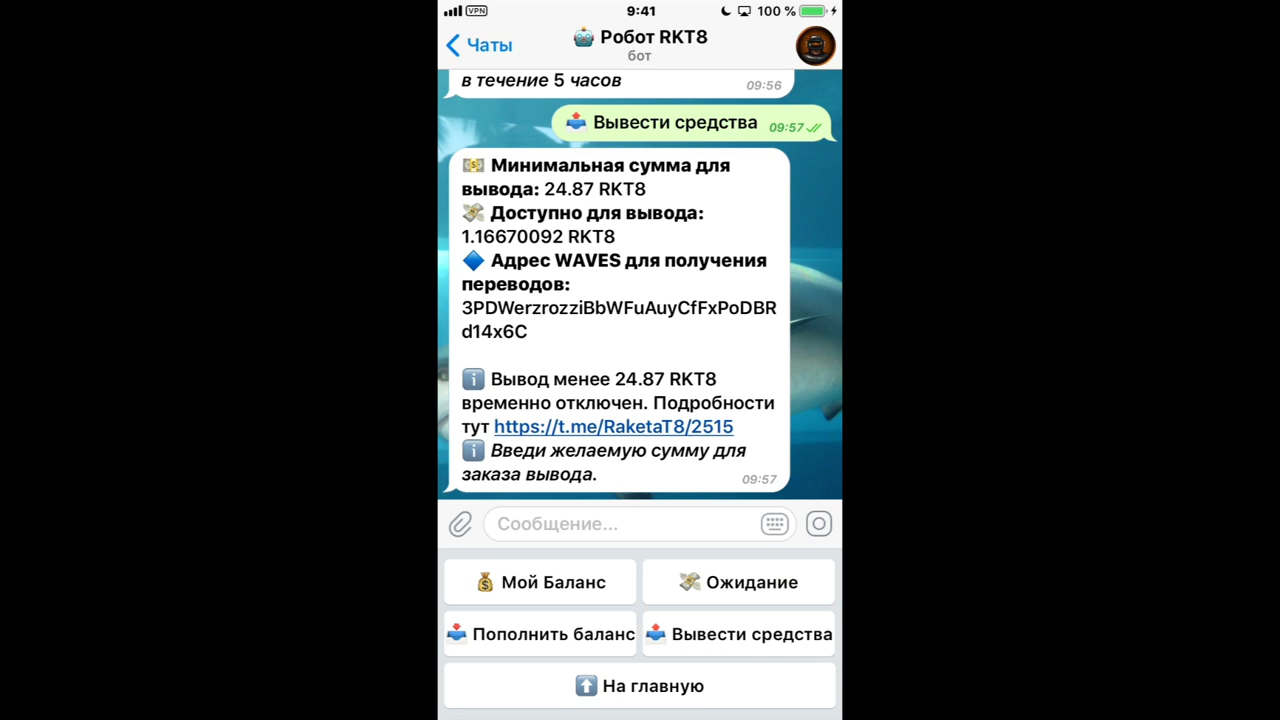 VPN
9:41
100 %
Чаты
Робот RKT8
бот
в течение 5 часов
09:56
Вывести средства
09:57
Минимальная сумма для
вывода: 24.87 RKT8
Доступно для вывода:
1.16670092 RKT8
Адрес WAVES для получения
переводов:
3PDWerzrozziBbWFuAuyCfFxPoDBR
d14x6C
Вывод менее 24.87 RKT8
временно отключен. Подробности
тут https://t.me/RaketaT8/2515
Введи желаемую сумму для
заказа вывода.
09:57
Сообщение...
Мой Баланс
Ожидание
Пополнить баланс
Вывести средства
На главную